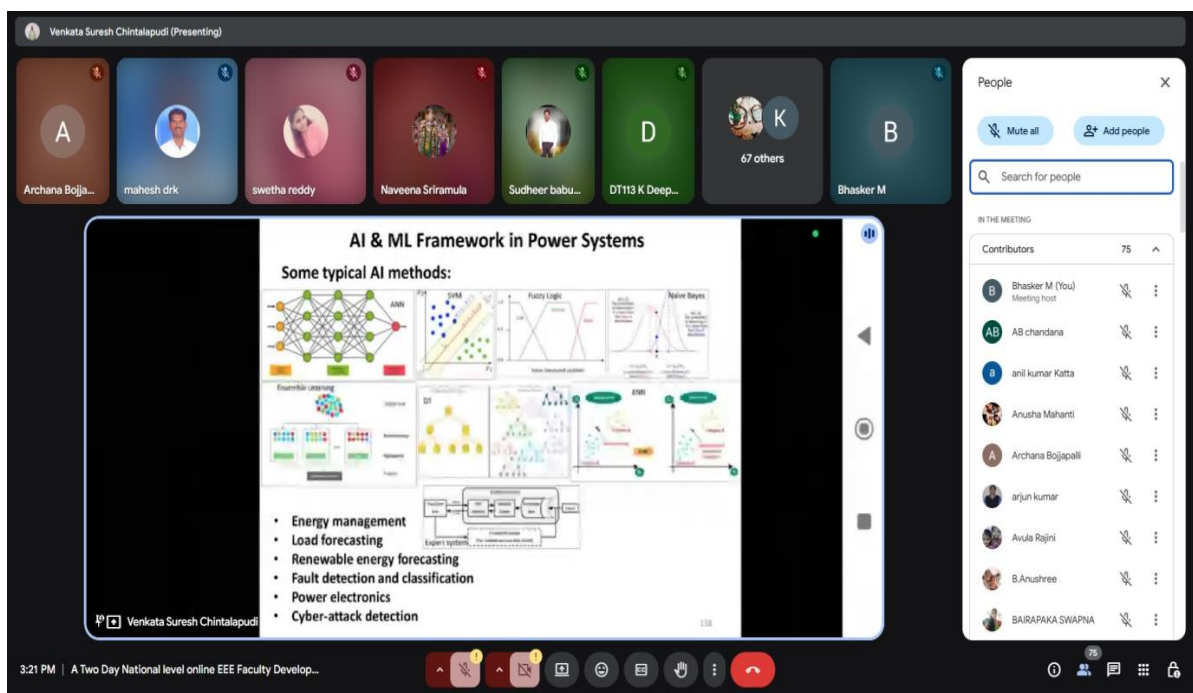 Venkata Suresh Chintalapudi (Presenting)
A
Archana Bojja...
mahesh drk
swetha reddy
Naveena Sriramula
Sudheer babu...
D
DT113 K Deep...
K
67 others
B
Bhasker M
AI & ML Framework in Power Systems
Some typical AI methods:
ANN
SVM
Fuzzy Logic
Naive Bayes
Ensemble Learning
DT
KNN
Expert system
• Energy management
• Load forecasting
• Renewable energy forecasting
• Fault detection and classification
• Power electronics
• Cyber-attack detection
138
Venkata Suresh Chintalapudi
People
Mute all
Add people
Search for people
IN THE MEETING
Contributors 75
B
Bhasker M (You)
Meeting host
AB
AB chandana
a
anil kumar Katta
Anusha Mahanti
A
Archana Bojjapalli
arjun kumar
Avula Rajini
B.Anushree
BAIRAPAKA SWAPNA
3:21 PM | A Two Day National level online EEE Faculty Develop...
75